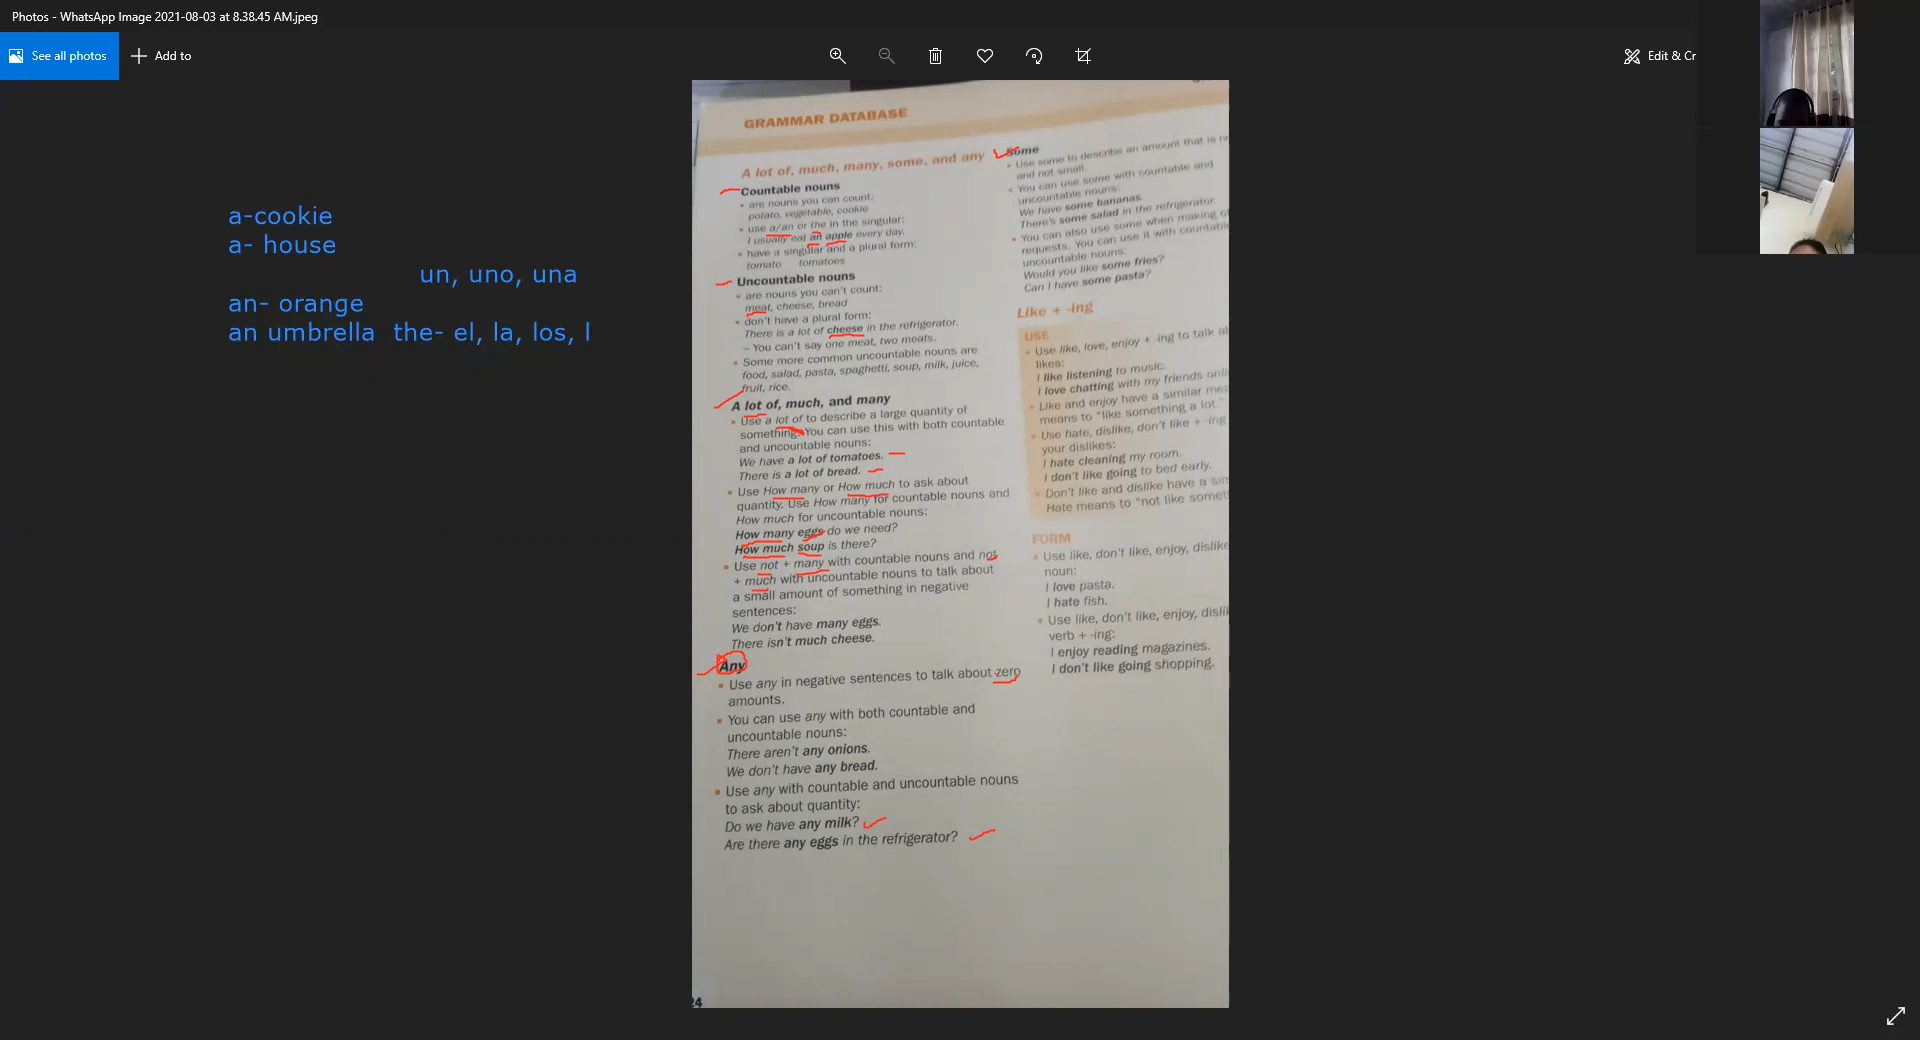 Photos - WhatsApp Image 2021-08-03 at 8.38.45 AM.jpeg
See all photos
Add to
Edit & Cr
a-cookie
a- house
un, uno, una
an- orange
an umbrella the- el, la, los, l
GRAMMAR DATABASE
A lot of, much, many, some, and any
Countable nouns
• are nouns you can count:
potato, vegetable, cookie
• use a/an or the in the singular:
I usually eat an apple every day.
• have a singular and a plural form:
tomato tomatoes
Uncountable nouns
• are nouns you can't count:
meat, cheese, bread
• don't have a plural form:
There is a lot of cheese in the refrigerator.
– You can't say one meat, two meats.
• Some more common uncountable nouns are
food, salad, pasta, spaghetti, soup, milk, juice,
fruit, rice.
A lot of, much, and many
• Use a lot of to describe a large quantity of
something. You can use this with both countable
and uncountable nouns:
We have a lot of tomatoes.
There is a lot of bread.
• Use How many or How much to ask about
quantity. Use How many for countable nouns and
How much for uncountable nouns:
How many eggs do we need?
How much soup is there?
• Use not + many with countable nouns and not
+ much with uncountable nouns to talk about
a small amount of something in negative
sentences:
We don't have many eggs.
There isn't much cheese.
Any
• Use any in negative sentences to talk about zero
amounts.
• You can use any with both countable and
uncountable nouns:
There aren't any onions.
We don't have any bread.
• Use any with countable and uncountable nouns
to ask about quantity:
Do we have any milk?
Are there any eggs in the refrigerator?
Some
• Use some to describe an amount that is
and not small.
• You can use some with countable and
uncountable nouns:
We have some bananas.
There's some salad in the refrigerator.
• You can also use some when making
requests. You can use it with
uncountable nouns:
Would you like some fries?
Can I have some pasta?
Like + -ing
USE
• Use like, love, enjoy + -ing to talk
likes:
I like listening to music.
I love chatting with my friends
• Like and enjoy have a similar
means to "like something a lot."
• Use hate, dislike, don't like + -ing
your dislikes:
I hate cleaning my room.
I don't like going to bed early.
• Don't like and dislike have a
Hate means to "not like
FORM
• Use like, don't like, enjoy, dislike
noun:
I love pasta.
I hate fish.
• Use like, don't like, enjoy,
verb + -ing:
I enjoy reading magazines.
I don't like going shopping.
24